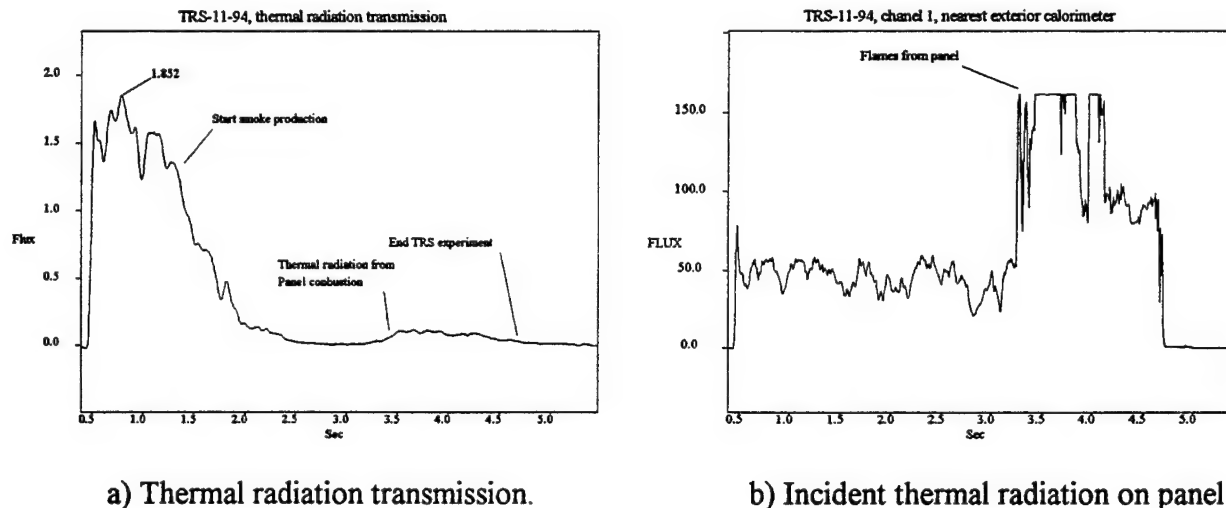 TRS-11-94, thermal radiation transmission
2.0
1.5
1.0
0.5
0.0
Flux
1.832
Start smoke production
Thermal radiation from
Panel conbustion
End TRS experiment
0.5 1.0 1.5 2.0 2.5 3.0 3.5 4.0 4.5 5.0
Sec
a) Thermal radiation transmission.
TRS-11-94, chanel 1, nearest exterior calorimeter
150.0
100.0
50.0
0.0
FLUX
Flames from panel
0.5 1.0 1.5 2.0 2.5 3.0 3.5 4.0 4.5 5.0
Sec
b) Incident thermal radiation on panel